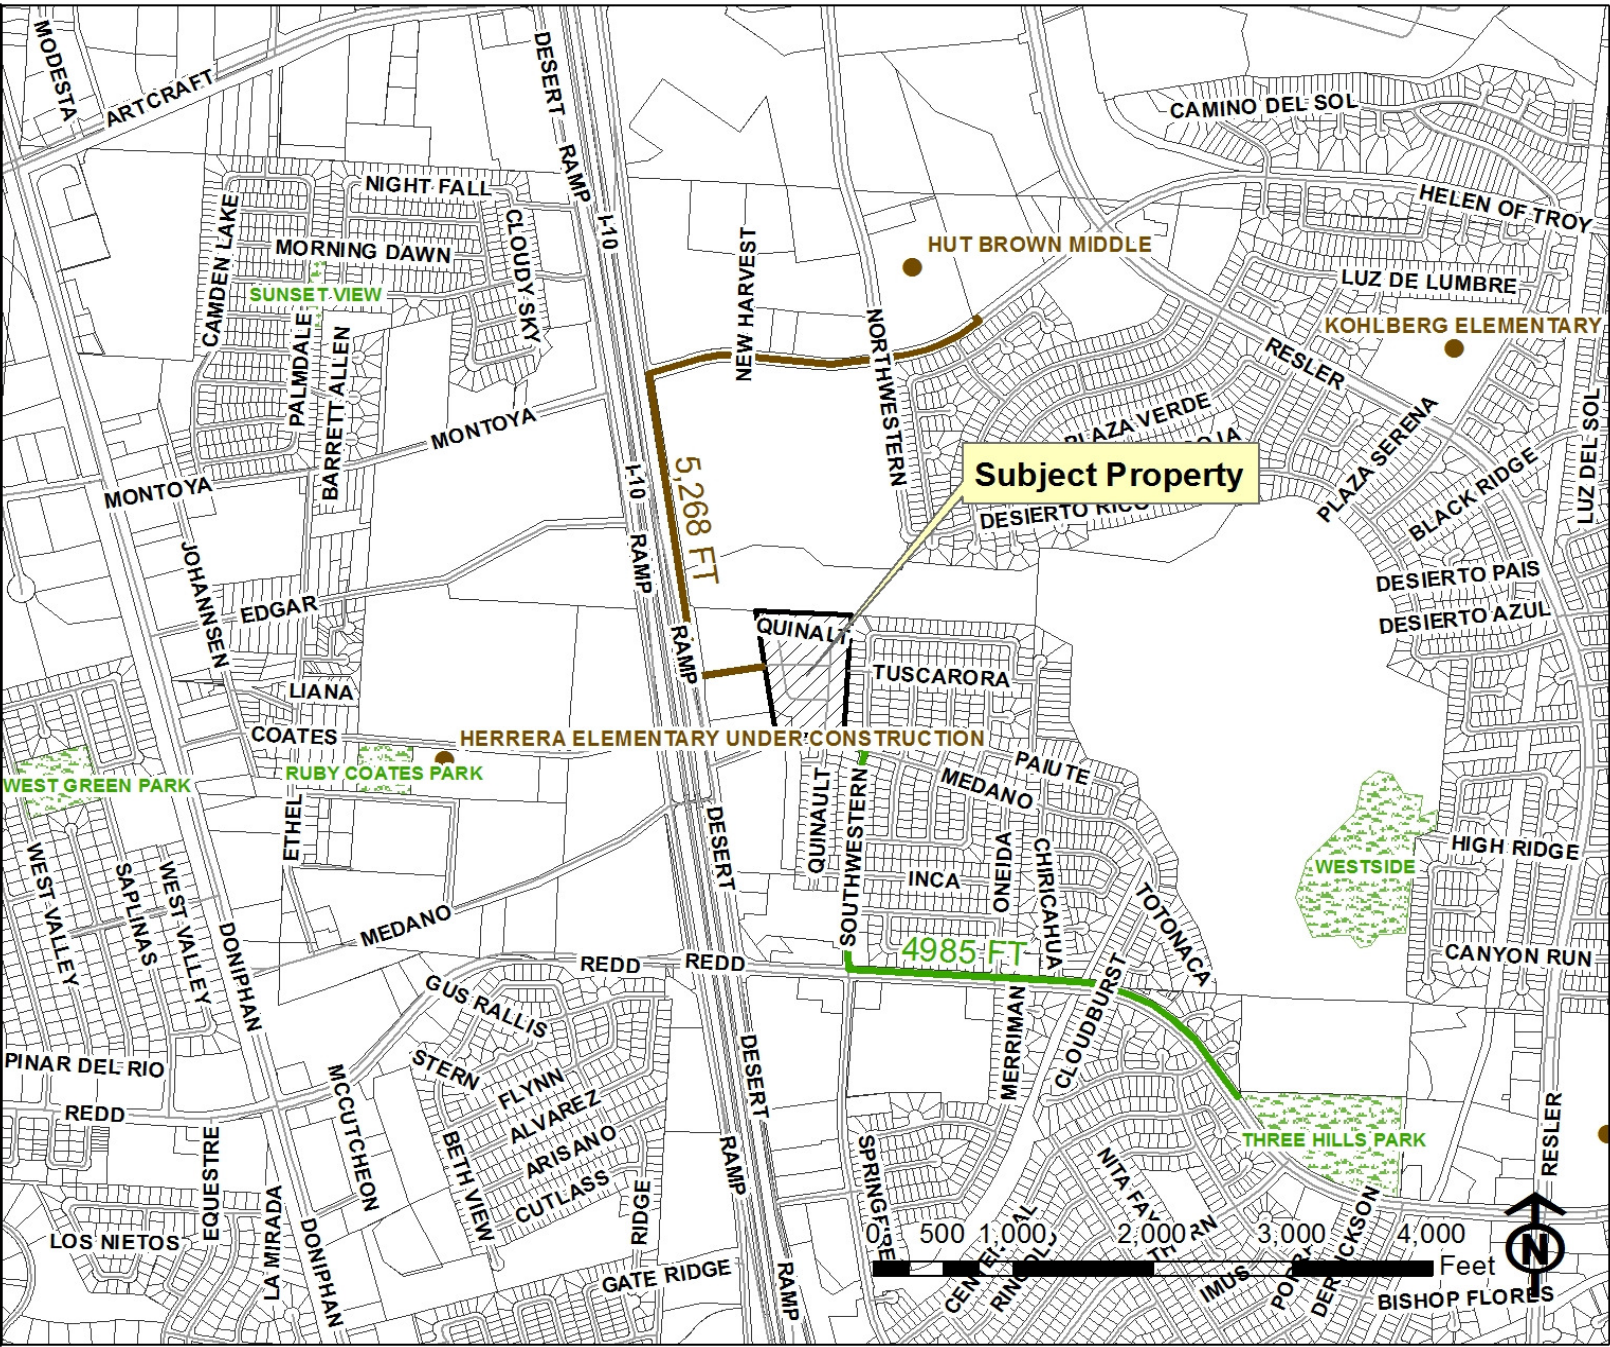 MODESTA
ARTCRAFT
DESERT
RAMP
I-10
CAMINO DEL SOL
HELEN OF TROY
NIGHT FALL
CAMDEN LAKE
MORNING DAWN
CLOUDY SKY
SUNSET VIEW
PALMDALE
BARRETT ALLEN
NEW HARVEST
HUT BROWN MIDDLE
NORTHWESTERN
LUZ DE LUMBRE
KOHLBERG ELEMENTARY
RESLER
LUZ DEL SOL
MONTOYA
MONTOYA
PLAZA VERDE
PLAZA SERENA
BLACK RIDGE
Subject Property
DESIERTO RICO
I-10
RAMP
5,268 FT
JOHANNSEN
EDGAR
DESIERTO PAIS
DESIERTO AZUL
RAMP
QUINALT
TUSCARORA
LIANA
COATES
HERRERA ELEMENTARY UNDER CONSTRUCTION
WEST GREEN PARK
RUBY COATES PARK
PAIUTE
MEDANO
ETHEL
QUINAULT
SOUTHWESTERN
DESERT
INCA
ONEIDA
CHIRICAHUA
TOTONACA
WESTSIDE
HIGH RIDGE
WEST VALLEY
SAPLINAS
WEST VALLEY
DONIPHAN
MEDANO
REDD
REDD
4985 FT
CANYON RUN
GUS RALLIS
STERN
FLYNN
ALVAREZ
ARISANO
CUTLASS
PINAR DEL RIO
REDD
MCCUTCHEON
BETH VIEW
DESERT
RAMP
MERRIMAN
CLOUDBURST
THREE HILLS PARK
RESLER
EQUESTRE
LA MIRADA
LOS NIETOS
DONIPHAN
RIDGE
GATE RIDGE
RAMP
NITA FAY
IMUS
BISHOP FLORES
0 500 1,000 2,000 3,000 4,000
Feet
N